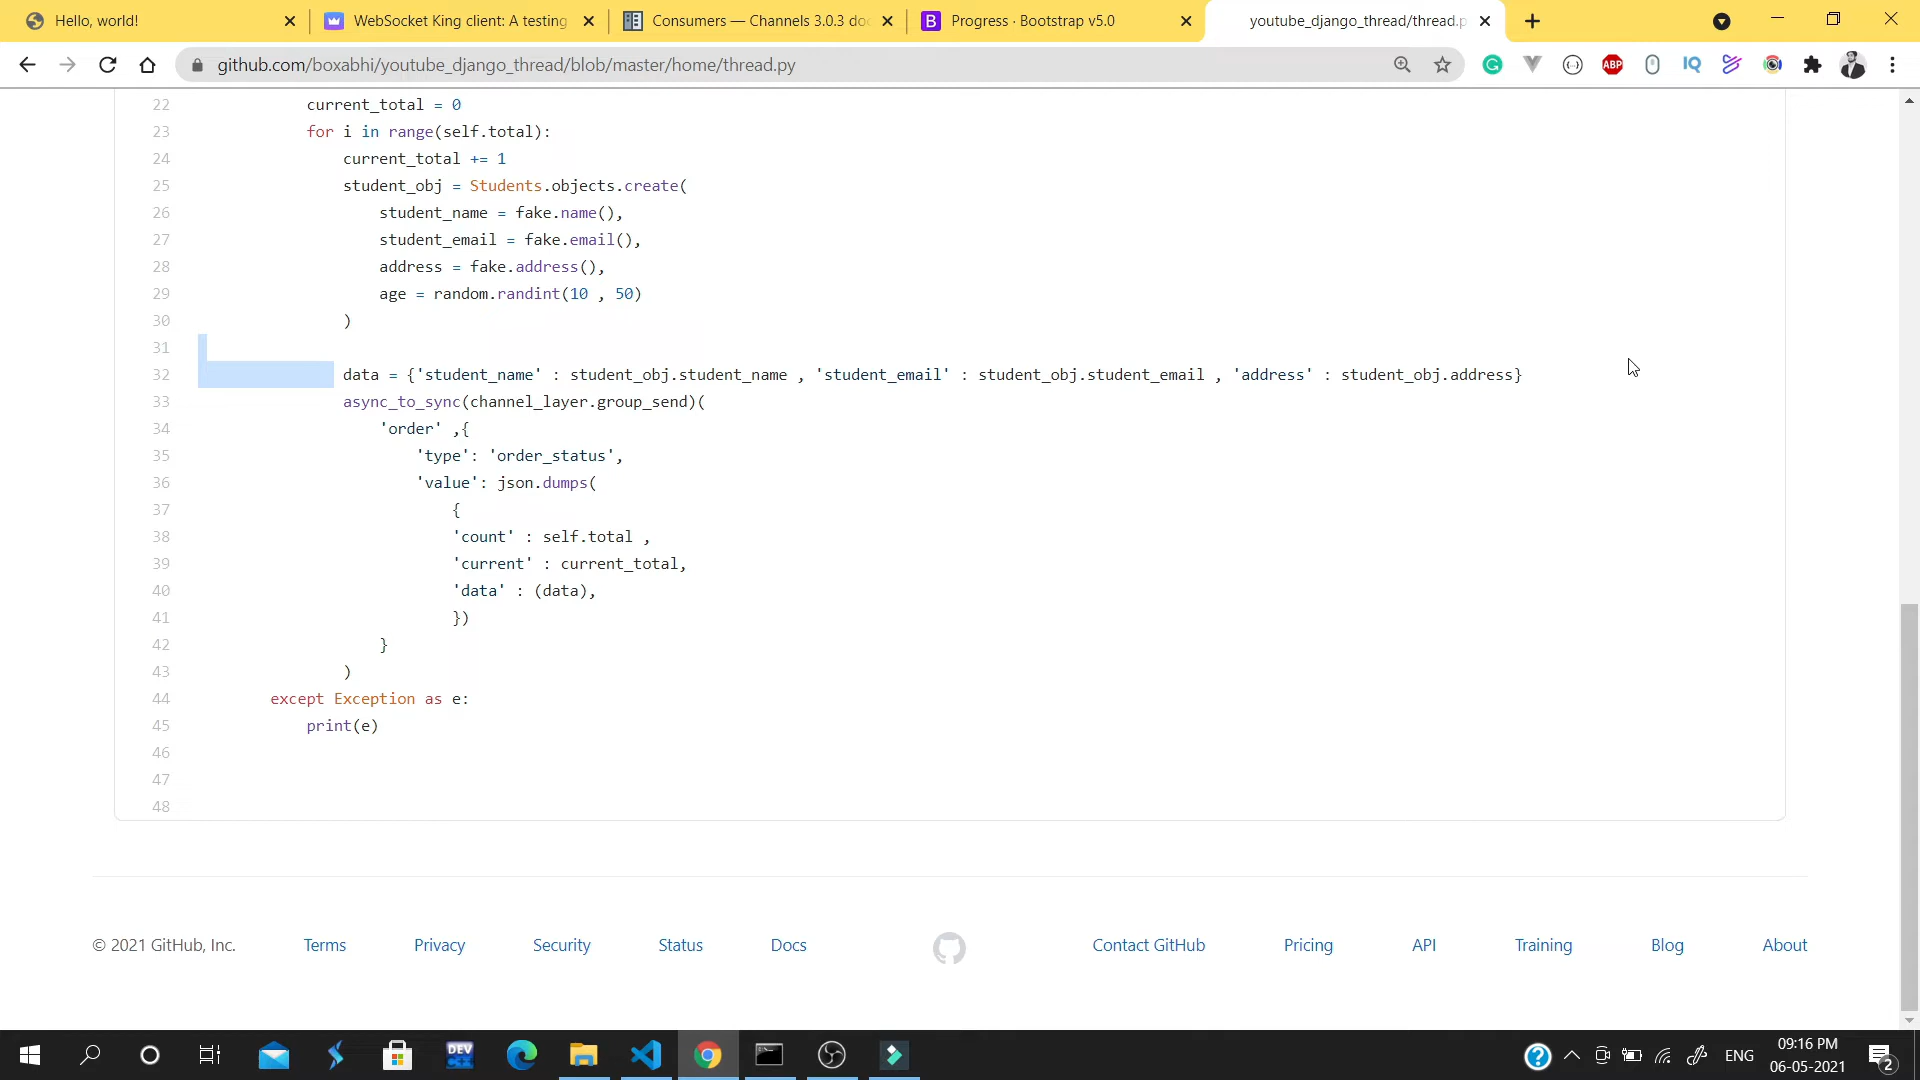 Hello, world!
WebSocket King client: A testing
Consumers — Channels 3.0.3 doc
Progress · Bootstrap v5.0
youtube_django_thread/thread.p
github.com/boxabhi/youtube_django_thread/blob/master/home/thread.py
ABP
IQ
22 current_total = 0
23 for i in range(self.total):
24 current_total += 1
25 student_obj = Students.objects.create(
26 student_name = fake.name(),
27 student_email = fake.email(),
28 address = fake.address(),
29 age = random.randint(10 , 50)
30 )
31
32 data = {'student_name' : student_obj.student_name , 'student_email' : student_obj.student_email , 'address' : student_obj.address}
33 async_to_sync(channel_layer.group_send)(
34 'order' ,{
35 'type': 'order_status',
36 'value': json.dumps(
37 {
38 'count' : self.total ,
39 'current' : current_total,
40 'data' : (data),
41 })
42 }
43 )
44 except Exception as e:
45 print(e)
46
47
48
© 2021 GitHub, Inc.
Terms
Privacy
Security
Status
Docs
Contact GitHub
Pricing
API
Training
Blog
About
DEV
ENG
09:16 PM
06-05-2021
2